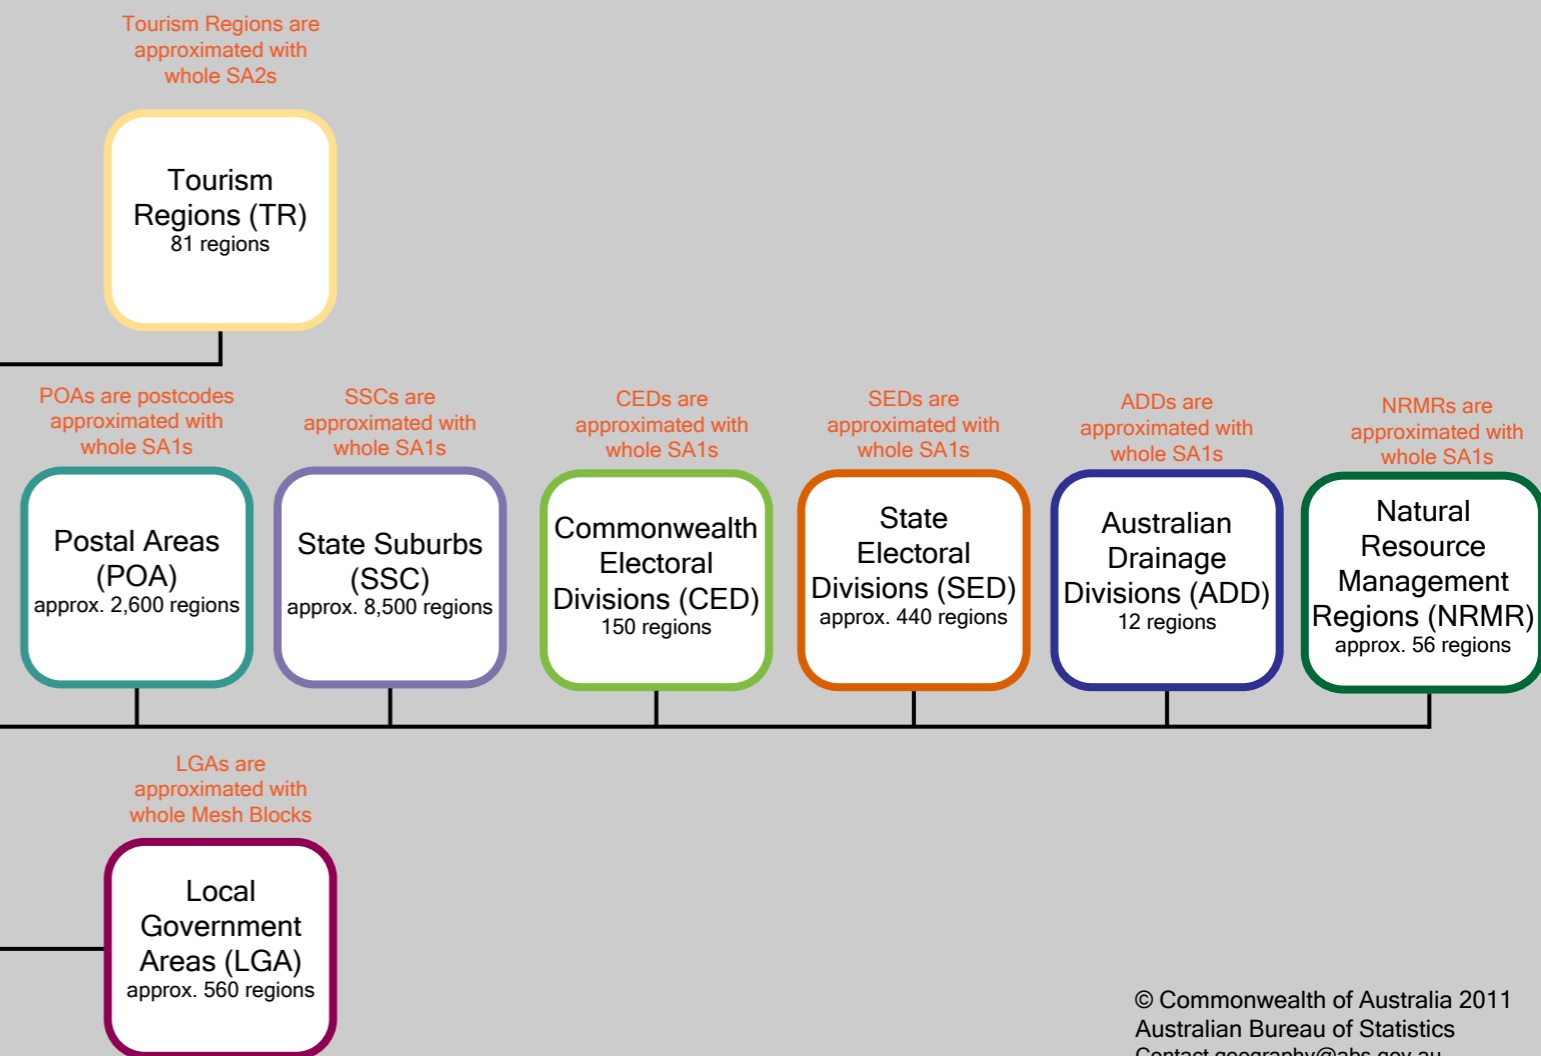 Tourism Regions are
approximated with
whole SA2s
Tourism
Regions (TR)
81 regions
POAs are postcodes
approximated with
whole SA1s
Postal Areas
(POA)
approx. 2,600 regions
SSCs are
approximated with
whole SA1s
State Suburbs
(SSC)
approx. 8,500 regions
CEDs are
approximated with
whole SA1s
Commonwealth
Electoral
Divisions (CED)
150 regions
SEDs are
approximated with
whole SA1s
State
Electoral
Divisions (SED)
approx. 440 regions
ADDs are
approximated with
whole SA1s
Australian
Drainage
Divisions (ADD)
12 regions
NRMRs are
approximated with
whole SA1s
Natural
Resource
Management
Regions (NRMR)
approx. 56 regions
LGAs are
approximated with
whole Mesh Blocks
Local
Government
Areas (LGA)
approx. 560 regions
© Commonwealth of Australia 2011
Australian Bureau of Statistics
Contact geography@abs.gov.au